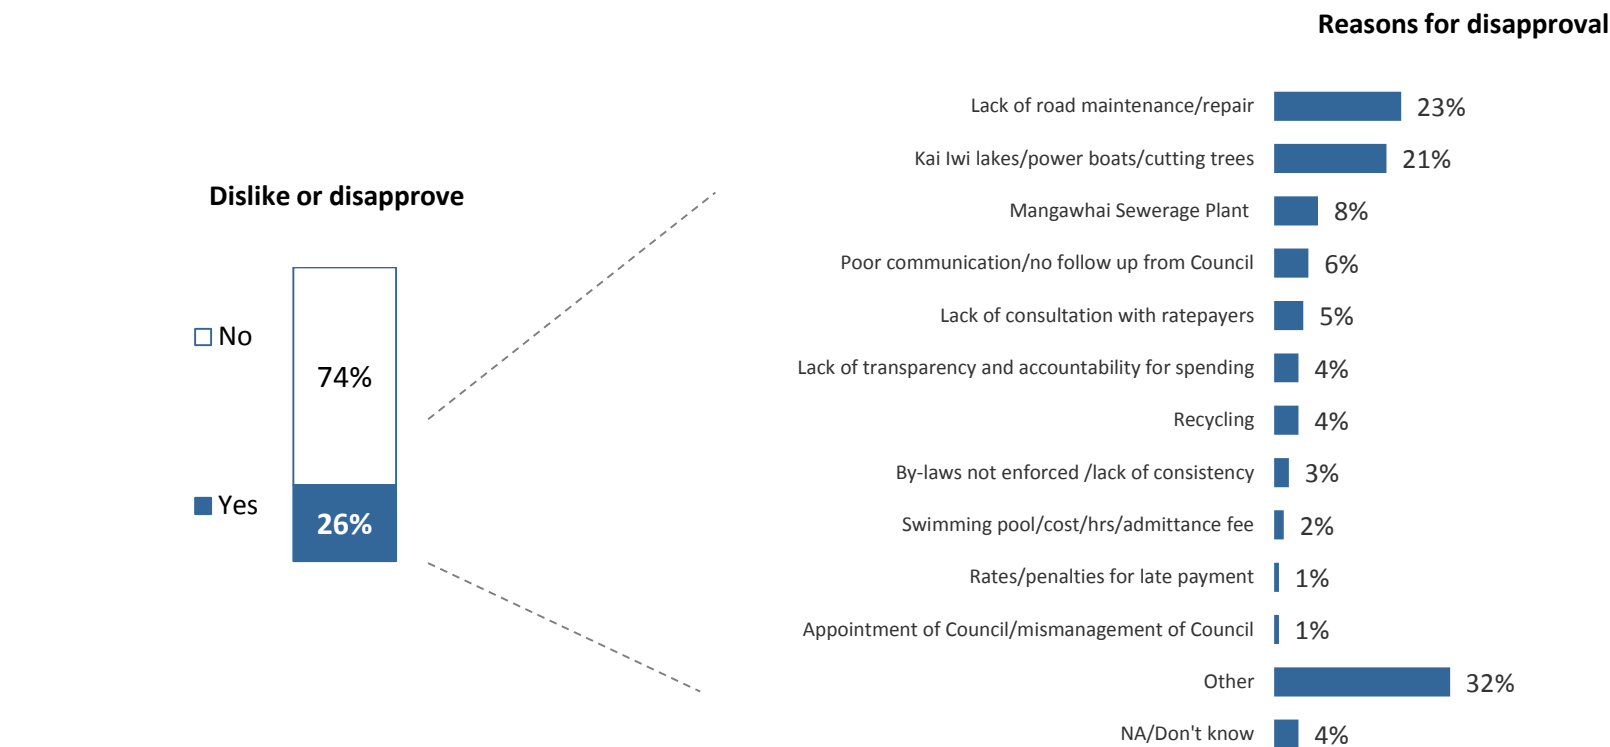 Reasons for disapproval
Dislike or disapprove
No
74%
Yes
26%
Lack of road maintenance/repair 23%
Kai Iwi lakes/power boats/cutting trees 21%
Mangawhai Sewerage Plant 8%
Poor communication/no follow up from Council 6%
Lack of consultation with ratepayers 5%
Lack of transparency and accountability for spending 4%
Recycling 4%
By-laws not enforced /lack of consistency 3%
Swimming pool/cost/hrs/admittance fee 2%
Rates/penalties for late payment 1%
Appointment of Council/mismanagement of Council 1%
Other 32%
NA/Don't know 4%